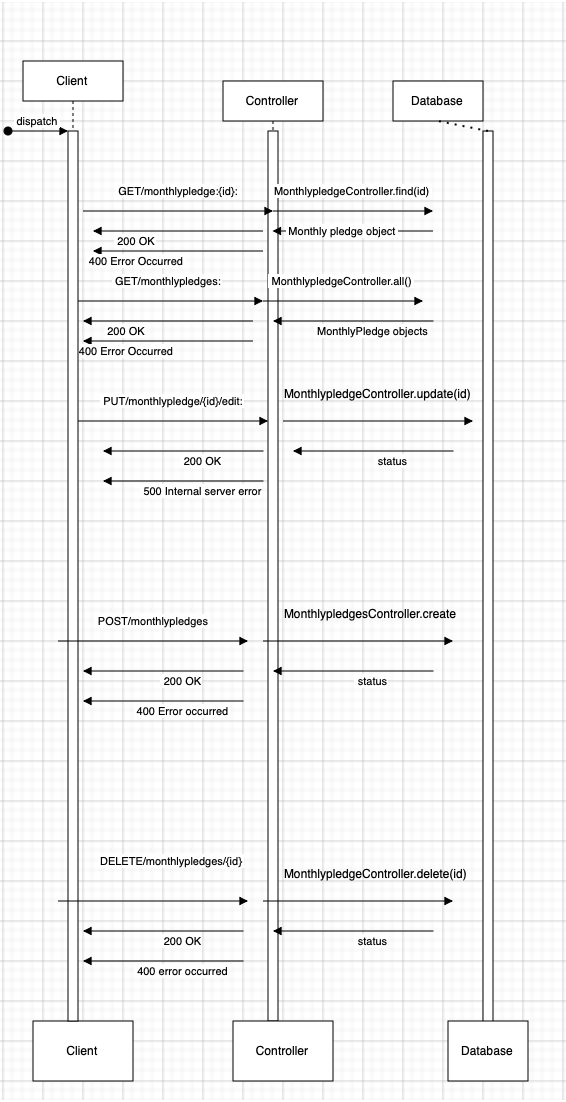 Client
Controller
Database
dispatch
GET/monthlypledge:{id}:
MonthlypledgeController.find(id)
Monthly pledge object
200 OK
400 Error Occurred
GET/monthlypledges:
MonthlypledgeController.all()
200 OK
MonthlyPledge objects
400 Error Occurred
PUT/monthlypledge/{id}/edit:
MonthlypledgeController.update(id)
200 OK
status
500 Internal server error
POST/monthlypledges
MonthlypledgesController.create
200 OK
status
400 Error occurred
DELETE/monthlypledges/{id}
MonthlypledgeController.delete(id)
200 OK
status
400 error occurred
Client
Controller
Database